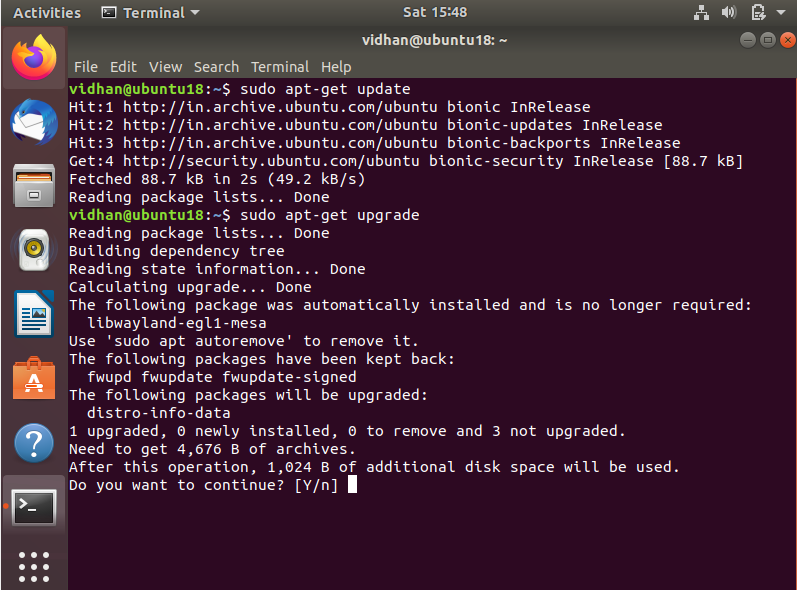 Activities Terminal Sat 15:48
vidhan@ubuntu18: ~
File Edit View Search Terminal Help
vidhan@ubuntu18:~$ sudo apt-get update
Hit:1 http://in.archive.ubuntu.com/ubuntu bionic InRelease
Hit:2 http://in.archive.ubuntu.com/ubuntu bionic-updates InRelease
Hit:3 http://in.archive.ubuntu.com/ubuntu bionic-backports InRelease
Get:4 http://security.ubuntu.com/ubuntu bionic-security InRelease [88.7 kB]
Fetched 88.7 kB in 2s (49.2 kB/s)
Reading package lists... Done
vidhan@ubuntu18:~$ sudo apt-get upgrade
Reading package lists... Done
Building dependency tree
Reading state information... Done
Calculating upgrade... Done
The following package was automatically installed and is no longer required:
  libwayland-egl1-mesa
Use 'sudo apt autoremove' to remove it.
The following packages have been kept back:
  fwupd fwupdate fwupdate-signed
The following packages will be upgraded:
  distro-info-data
1 upgraded, 0 newly installed, 0 to remove and 3 not upgraded.
Need to get 4,676 B of archives.
After this operation, 1,024 B of additional disk space will be used.
Do you want to continue? [Y/n]